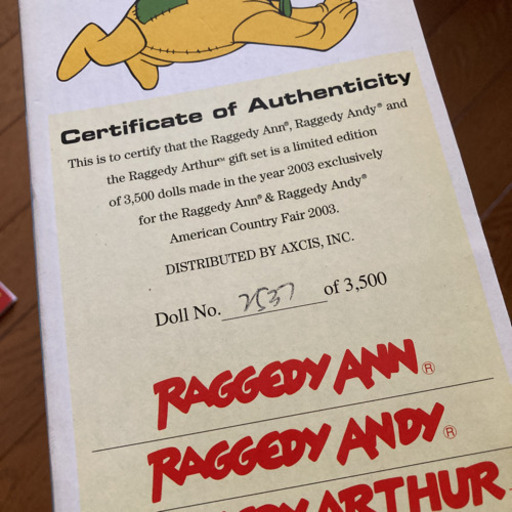 Certificate of Authenticity
This is to certify that the Raggedy Ann®, Raggedy Andy® and
the Raggedy Arthur™ gift set is a limited edition
of 3,500 dolls made in the year 2003 exclusively
for the Raggedy Ann® & Raggedy Andy®
American Country Fair 2003.
DISTRIBUTED BY AXCIS, INC.
Doll No. 2537 of 3,500
RAGGEDY ANN®
RAGGEDY ANDY®
ARTHUR